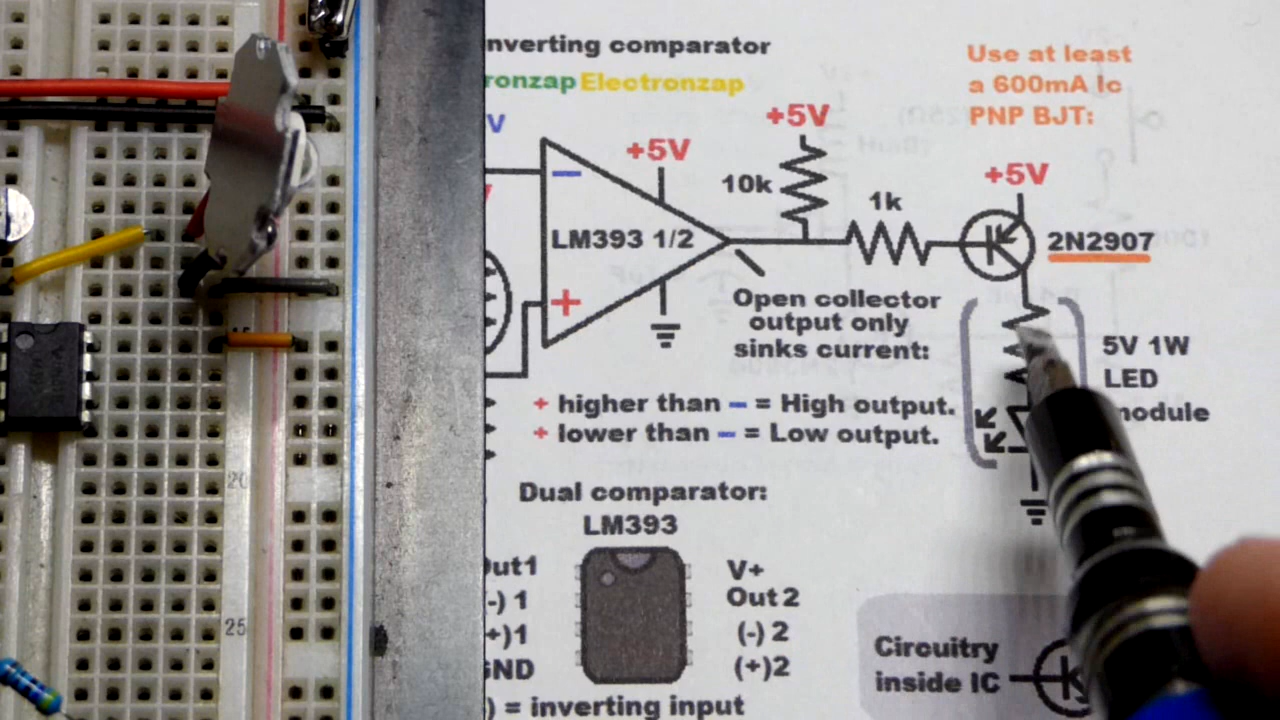 nverting comparator
ronzap Electronzap
V
+5V
10k
+5V
LM393 1/2
−
+
1k
Use at least
a 600mA Ic
PNP BJT:
+5V
2N2907
Open collector
output only
sinks current:
5V 1W
LED
module
+ higher than − = High output.
+ lower than − = Low output.
Dual comparator:
LM393
Out1
-) 1
+)1
GND
V+
Out 2
(-) 2
(+)2
) = inverting input
Circuitry
inside IC
15
20
25